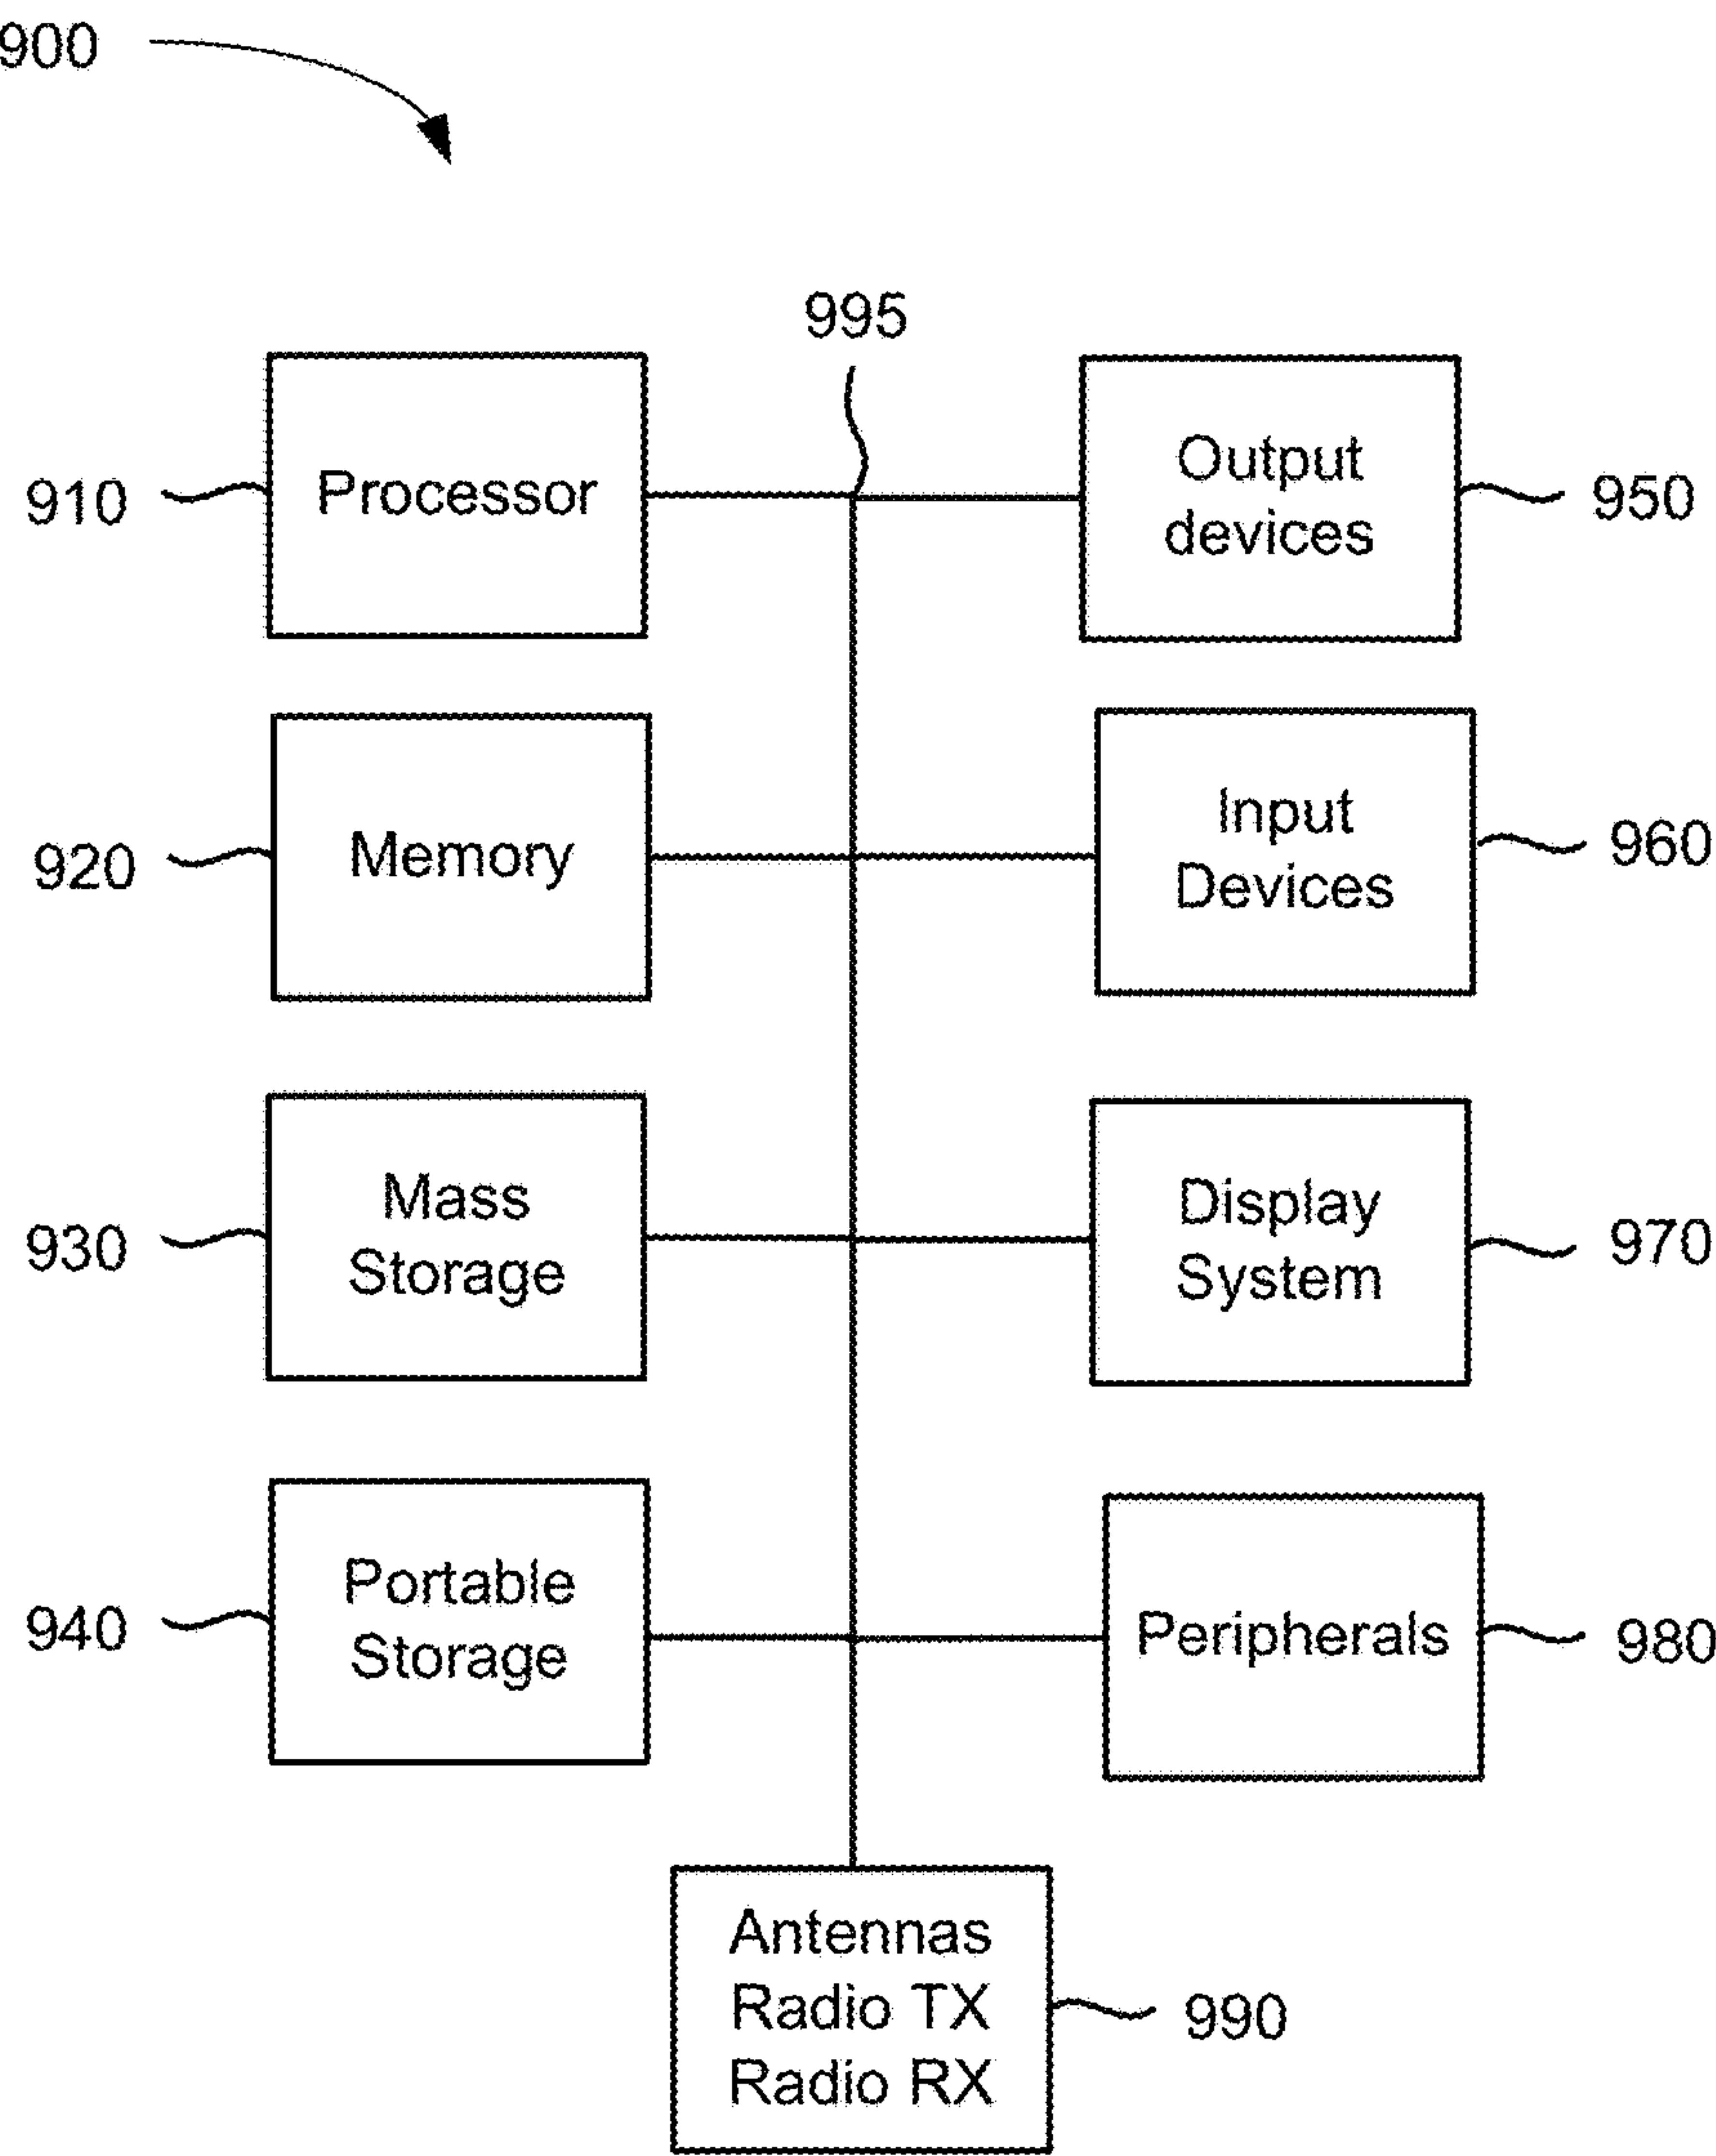 900
995
910
Processor
Output
devices
950
920
Memory
Input
Devices
960
930
Mass
Storage
Display
System
970
940
Portable
Storage
Peripherals
980
Antennas
Radio TX
Radio RX
990